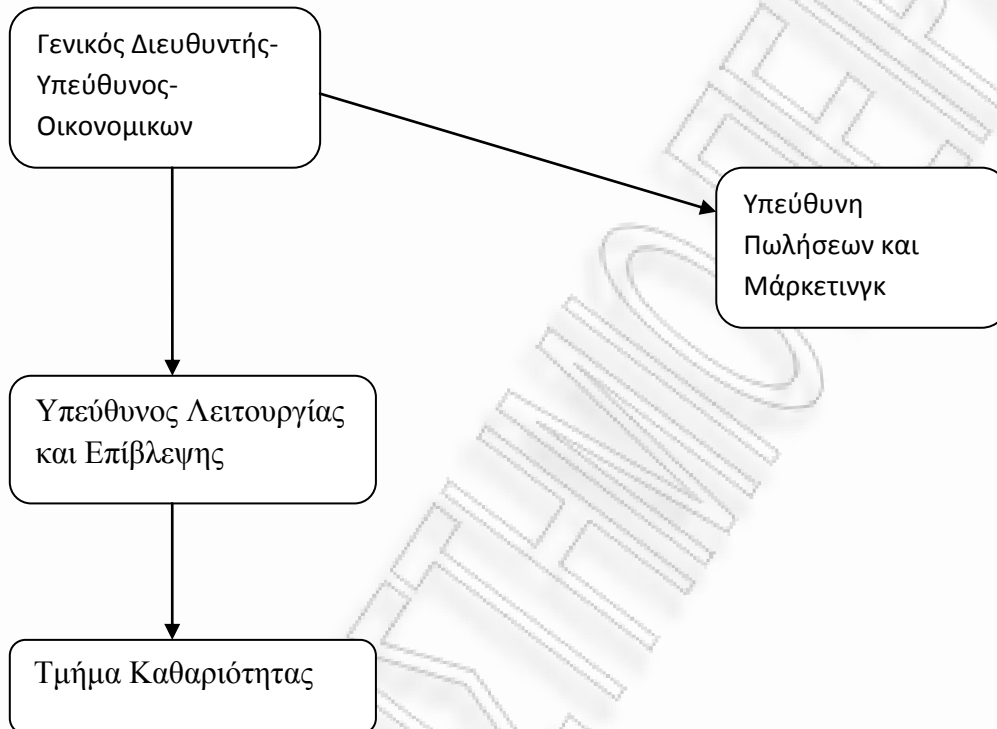 Γενικός Διευθυντής-
Υπεύθυνος-
Οικονομικων
Υπεύθυνη
Πωλήσεων και
Μάρκετινγκ
Υπεύθυνος Λειτουργίας
και Επίβλεψης
Τμήμα Καθαριότητας